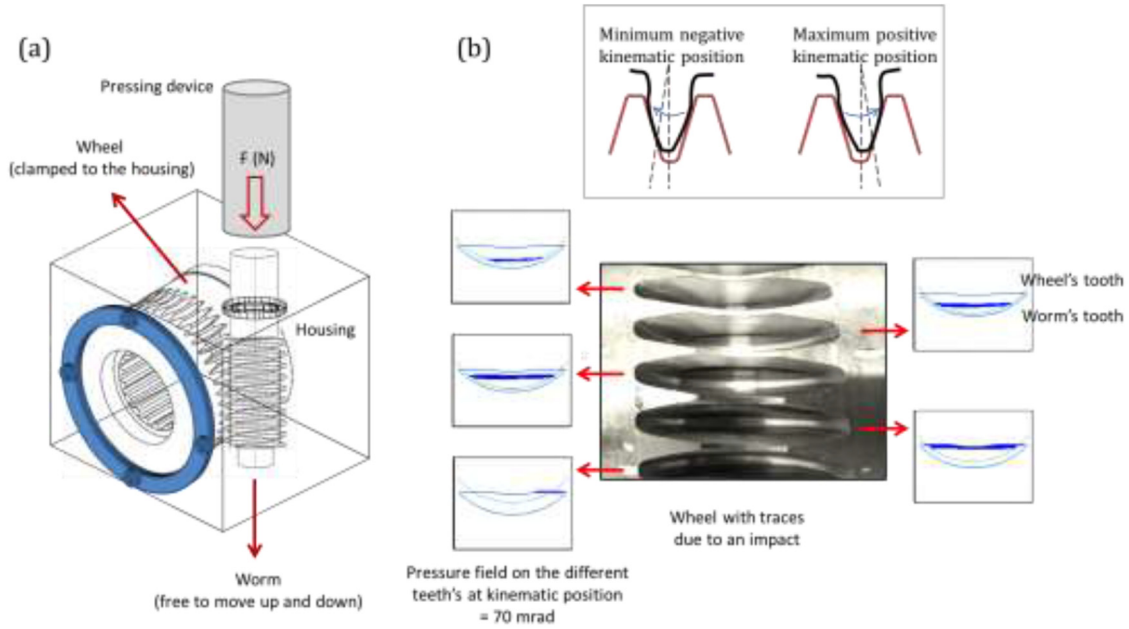 (a)
Pressing device
Wheel
(clamped to the housing)
F (N)
Housing
Worm
(free to move up and down)
(b)
Minimum negative
kinematic position
Maximum positive
kinematic position
Wheel's tooth
Worm's tooth
Wheel with traces
due to an impact
Pressure field on the different
teeth's at kinematic position
= 70 mrad